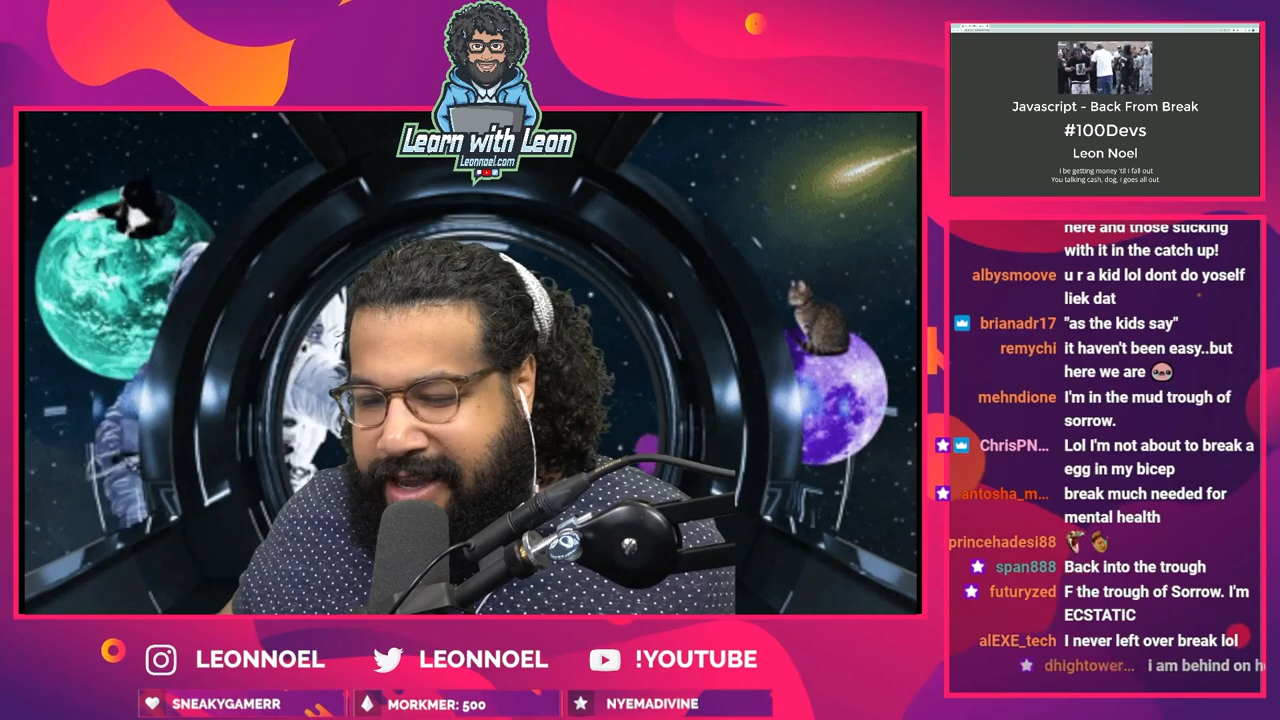 Learn with Leon
Leonnoel.com
Javascript - Back From Break
#100Devs
Leon Noel
I be getting money 'til I fall out
You talking cash, dog, I goes all out
here and those sticking
with it in the catch up!
albysmoove u r a kid lol dont do yoself
liek dat
brianadr17 "as the kids say"
remychi it haven't been easy..but
here we are
mehndione I'm in the mud trough of
sorrow.
ChrisPN... Lol I'm not about to break a
egg in my bicep
antosha_m... break much needed for
mental health
princehadesi88
span888 Back into the trough
futuryzed F the trough of Sorrow. I'm
ECSTATIC
alEXE_tech I never left over break lol
dhightower... i am behind on
LEONNOEL LEONNOEL !YOUTUBE
SNEAKYGAMERR MORKMER: 500 NYEMADIVINE